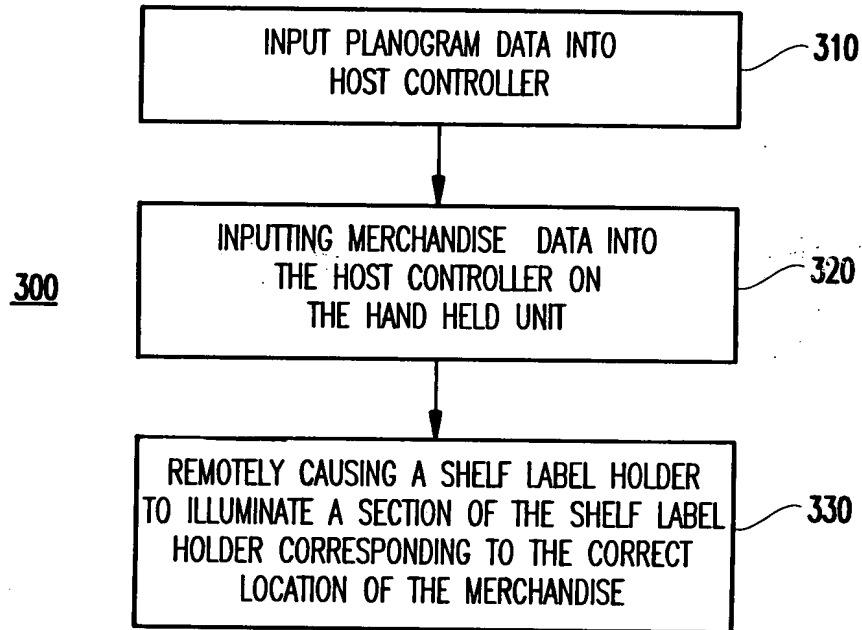 INPUT PLANOGRAM DATA INTO
HOST CONTROLLER
310
INPUTTING MERCHANDISE DATA INTO
THE HOST CONTROLLER ON
THE HAND HELD UNIT
320
300
REMOTELY CAUSING A SHELF LABEL HOLDER
TO ILLUMINATE A SECTION OF THE SHELF LABEL
HOLDER CORRESPONDING TO THE CORRECT
LOCATION OF THE MERCHANDISE
330